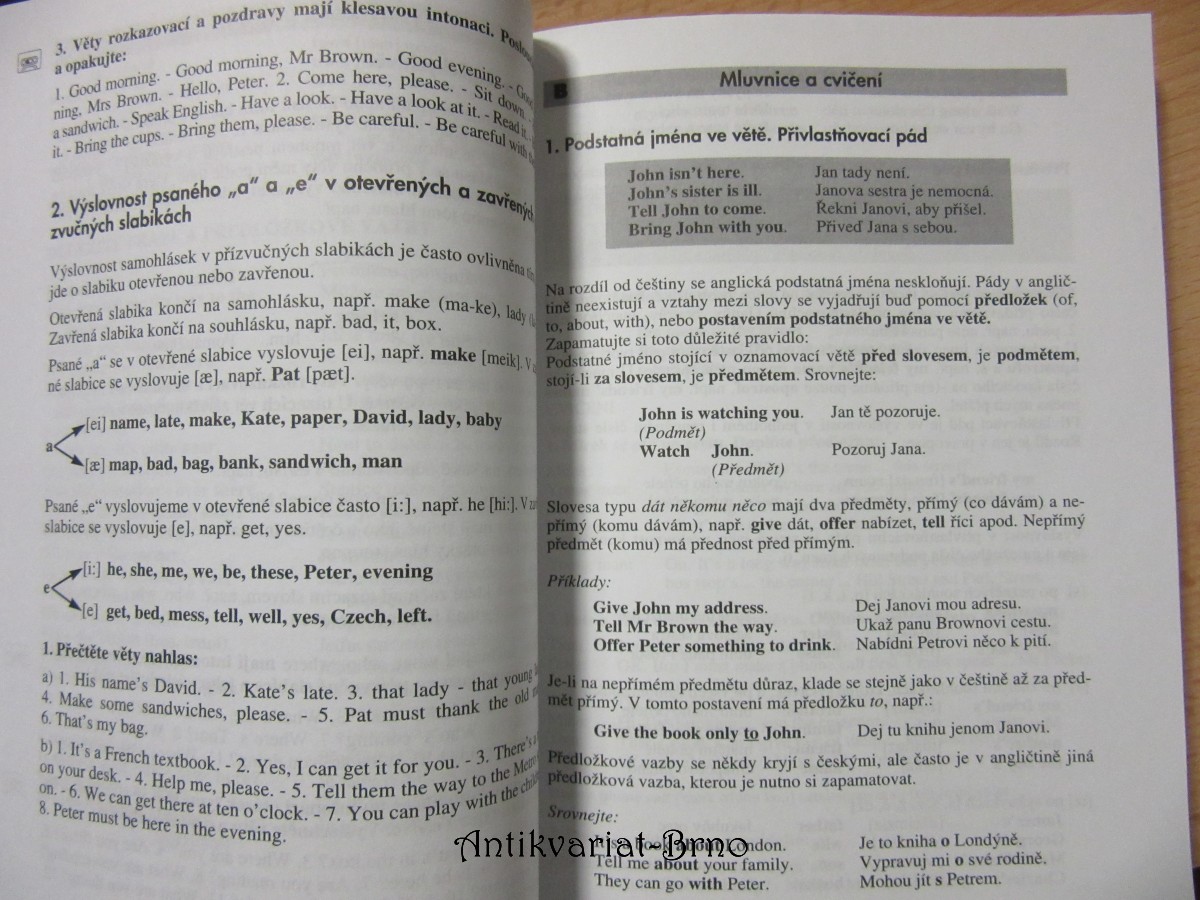 3. Věty rozkazovací a pozdravy mají klesavou intonaci.
a opakujte:
1. Good morning. - Good morning, Mr Brown. - Good evening. -
ning, Mrs Brown. - Hello, Peter. 2. Come here, please. - Sit down.
a sandwich. - Speak English. - Have a look. - Have a look at it. - Read it.
it. - Bring the cups. - Bring them, please. - Be careful. - Be careful with
2. Výslovnost psaného „a“ a „e“ v otevřených a zavřených
zvučných slabikách
Výslovnost samohlásek v přízvučných slabikách je často ovlivněna
jde o slabiku otevřenou nebo zavřenou.
Otevřená slabika končí na samohlásku, např. make (ma-ke), lady
Zavřená slabika končí na souhlásku, např. bad, it, box.
Psané „a“ se v otevřené slabice vyslovuje [ei], např. make [meik].
né slabice se vyslovuje [æ], např. Pat [pæt].
[ei] name, late, make, Kate, paper, David, lady, baby
a
[æ] map, bad, bag, bank, sandwich, man
Psané „e“ vyslovujeme v otevřené slabice často [i:], např. he [hi:].
slabice se vyslovuje [e], např. get, yes.
[i:] he, she, me, we, be, these, Peter, evening
e
[e] get, bed, mess, tell, well, yes, Czech, left.
1. Přečtěte věty nahlas:
a) 1. His name's David. - 2. Kate's late. 3. that lady - that young
4. Make some sandwiches, please. - 5. Pat must thank the old
6. That's my bag.
b) 1. It's a French textbook. - 2. Yes, I can get it for you. - 3. There's
on your desk. - 4. Help me, please. - 5. Tell them the way to the
on. - 6. We can get there at ten o'clock. - 7. You can play with the
8. Peter must be here in the evening.
B Mluvnice a cvičení
1. Podstatná jména ve větě. Přivlastňovací pád
John isn't here. Jan tady není.
John's sister is ill. Janova sestra je nemocná.
Tell John to come. Řekni Janovi, aby přišel.
Bring John with you. Přiveď Jana s sebou.
Na rozdíl od češtiny se anglická podstatná jména neskloňují. Pády v anglič-
tině neexistují a vztahy mezi slovy se vyjadřují buď pomocí předložek (of,
to, about, with), nebo postavením podstatného jména ve větě.
Zapamatujte si toto důležité pravidlo:
Podstatné jméno stojící v oznamovací větě před slovesem, je podmětem,
stojí-li za slovesem, je předmětem. Srovnejte:
John is watching you. Jan tě pozoruje.
(Podmět)
Watch John. Pozoruj Jana.
(Předmět)
Slovesa typu dát někomu něco mají dva předměty, přímý (co dávám) a ne-
přímý (komu dávám), např. give dát, offer nabízet, tell říci apod. Nepřímý
předmět (komu) má přednost před přímým.
Příklady:
Give John my address. Dej Janovi mou adresu.
Tell Mr Brown the way. Ukaž panu Brownovi cestu.
Offer Peter something to drink. Nabídni Petrovi něco k pití.
Je-li na nepřímém předmětu důraz, klade se stejně jako v češtině až za před-
mět přímý. V tomto postavení má předložku to, např.:
Give the book only to John. Dej tu knihu jenom Janovi.
Předložkové vazby se někdy kryjí s českými, ale často je v angličtině jiná
předložková vazba, kterou je nutno si zapamatovat.
Srovnejte:
It's a book about London. Je to kniha o Londýně.
Tell me about your family. Vypravuj mi o své rodině.
They can go with Peter. Mohou jít s Petrem.
Antikvariat-Brno